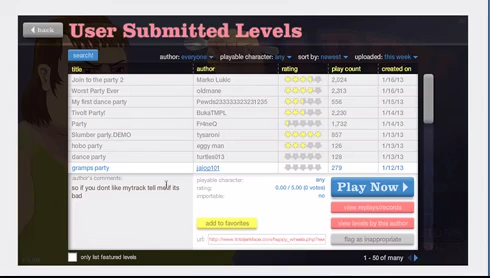 back
User Submitted Levels
search!
author: everyone playable character: any sort by: newest uploaded: this week
title author rating play count created on
Join to the party 2 Marko Lukic 2,024 1/16/13
Worst Party Ever oldmane 2,313 1/15/13
My first dance party 556 1/15/13
Tivolt Party! BukaTMPL 2,230 1/14/13
Party 1,732 1/14/13
Slumber party.DEMO tysaroni 857 1/13/13
hobo party eggy man 126 1/13/13
dance party turtles013 128 1/13/13
gramps party jalop101 279 1/12/13
author's comments:
so if you dont like mytrack tell me if its
bad
playable character: any
rating: 0.00 / 5.00 (0 votes)
importable: no
Play Now
view replays/records
add to favorites
view levels by this author
url:
flag as inappropriate
only list featured levels
1 - 50 of many